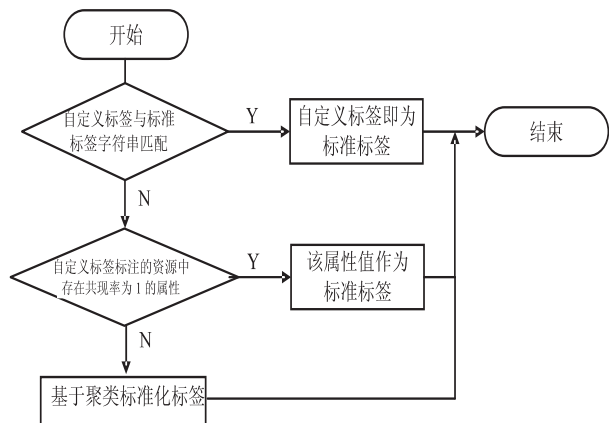 开始
自定义标签与标准
标签字符串匹配
Y
自定义标签即为
标准标签
结束
N
自定义标签标注的资源中
存在共现率为 1 的属性
Y
该属性值作为
标准标签
N
基于聚类标准化标签